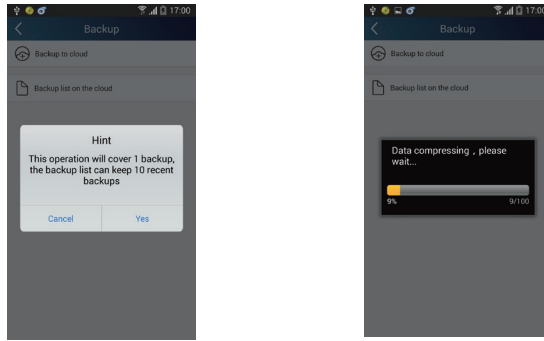 17:00
Backup
Backup to cloud
Backup list on the cloud
Hint
This operation will cover 1 backup,
the backup list can keep 10 recent
backups
Cancel Yes
17:00
Backup
Backup to cloud
Backup list on the cloud
Data compressing , please
wait...
9% 9/100